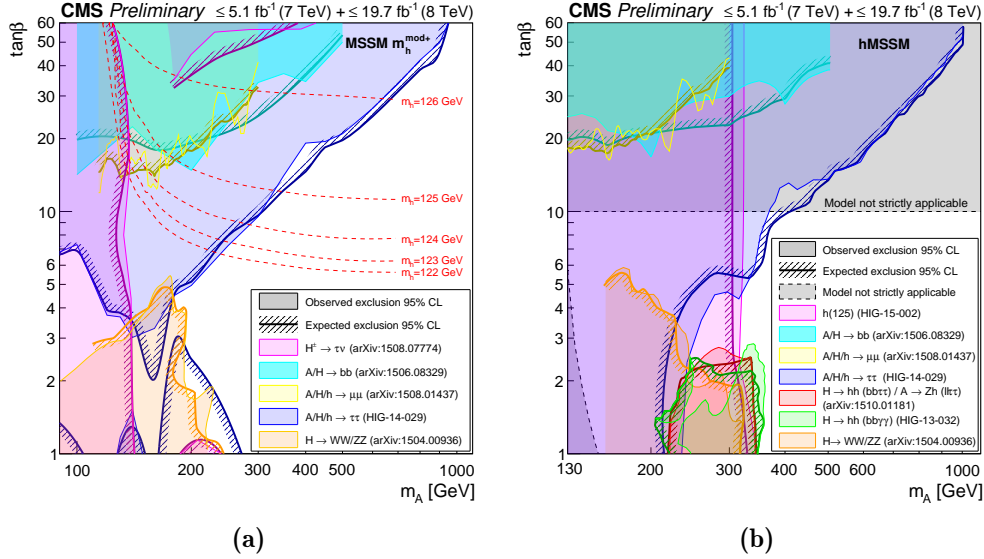 CMS Preliminary ≤ 5.1 fb⁻¹ (7 TeV) + ≤ 19.7 fb⁻¹ (8 TeV)
tanβ
60
50
40
30
20
10
6
5
4
3
2
1
MSSM m_h^mod+
m_h=126 GeV
m_h=125 GeV
m_h=124 GeV
m_h=123 GeV
m_h=122 GeV
Observed exclusion 95% CL
Expected exclusion 95% CL
H± → τν (arXiv:1508.07774)
A/H → bb (arXiv:1506.08329)
A/H/h → μμ (arXiv:1508.01437)
A/H/h → ττ (HIG-14-029)
H → WW/ZZ (arXiv:1504.00936)
100 200 300 400 500 1000
m_A [GeV]
(a)
CMS Preliminary ≤ 5.1 fb⁻¹ (7 TeV) + ≤ 19.7 fb⁻¹ (8 TeV)
tanβ
60
50
40
30
20
10
6
5
4
3
2
1
hMSSM
Model not strictly applicable
Observed exclusion 95% CL
Expected exclusion 95% CL
Model not strictly applicable
h(125) (HIG-15-002)
A/H → bb (arXiv:1506.08329)
A/H/h → μμ (arXiv:1508.01437)
A/H/h → ττ (HIG-14-029)
H → hh (bbττ) / A → Zh (llττ)
(arXiv:1510.01181)
H → hh (bbγγ) (HIG-13-032)
H → WW/ZZ (arXiv:1504.00936)
130 200 300 400 500 600 1000
m_A [GeV]
(b)